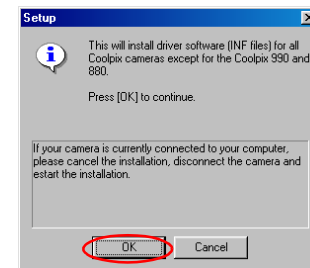 Setup
This will install driver software (INF files) for all
Coolpix cameras except for the Coolpix 990 and
880.
Press [OK] to continue.
If your camera is currently connected to your computer,
please cancel the installation, disconnect the camera and
estart the installation.
OK
Cancel